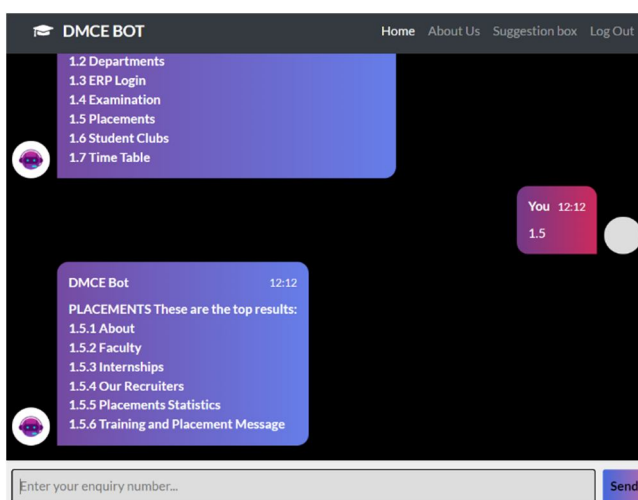 DMCE BOT
Home About Us Suggestion box Log Out
1.2 Departments
1.3 ERP Login
1.4 Examination
1.5 Placements
1.6 Student Clubs
1.7 Time Table
You 12:12
1.5
DMCE Bot 12:12
PLACEMENTS These are the top results:
1.5.1 About
1.5.2 Faculty
1.5.3 Internships
1.5.4 Our Recruiters
1.5.5 Placements Statistics
1.5.6 Training and Placement Message
Enter your enquiry number...
Send